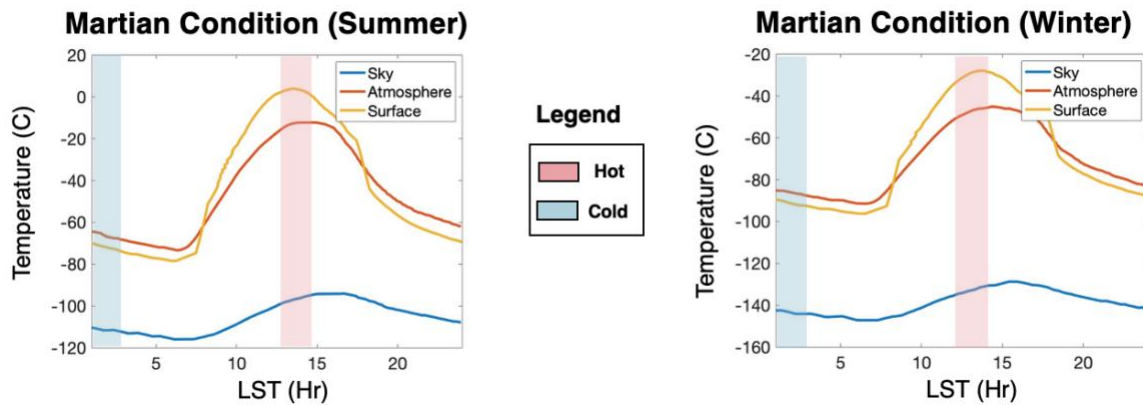 Martian Condition (Summer)
20
0
-20
-40
-60
-80
-100
-120
Temperature (C)
Sky
Atmosphere
Surface
5
10
15
20
LST (Hr)
Legend
Hot
Cold
Martian Condition (Winter)
-20
-40
-60
-80
-100
-120
-140
-160
Temperature (C)
Sky
Atmosphere
Surface
5
10
15
20
LST (Hr)